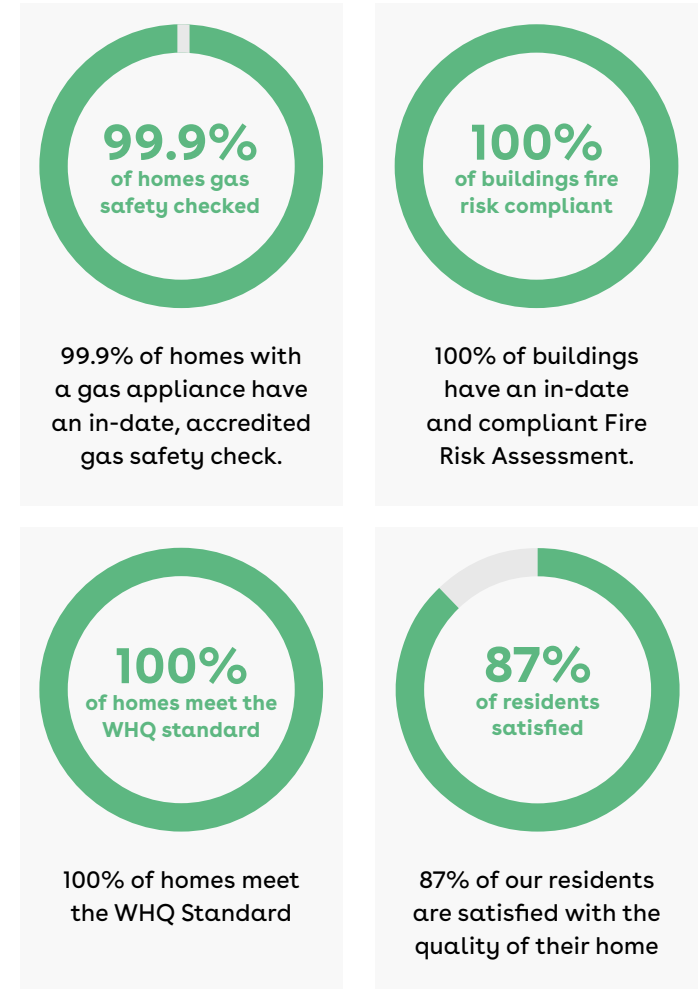 99.9%
of homes gas
safety checked
99.9% of homes with
a gas appliance have
an in-date, accredited
gas safety check.
100%
of buildings fire
risk compliant
100% of buildings
have an in-date
and compliant Fire
Risk Assessment.
100%
of homes meet the
WHQ standard
100% of homes meet
the WHQ Standard
87%
of residents
satisfied
87% of our residents
are satisfied with the
quality of their home